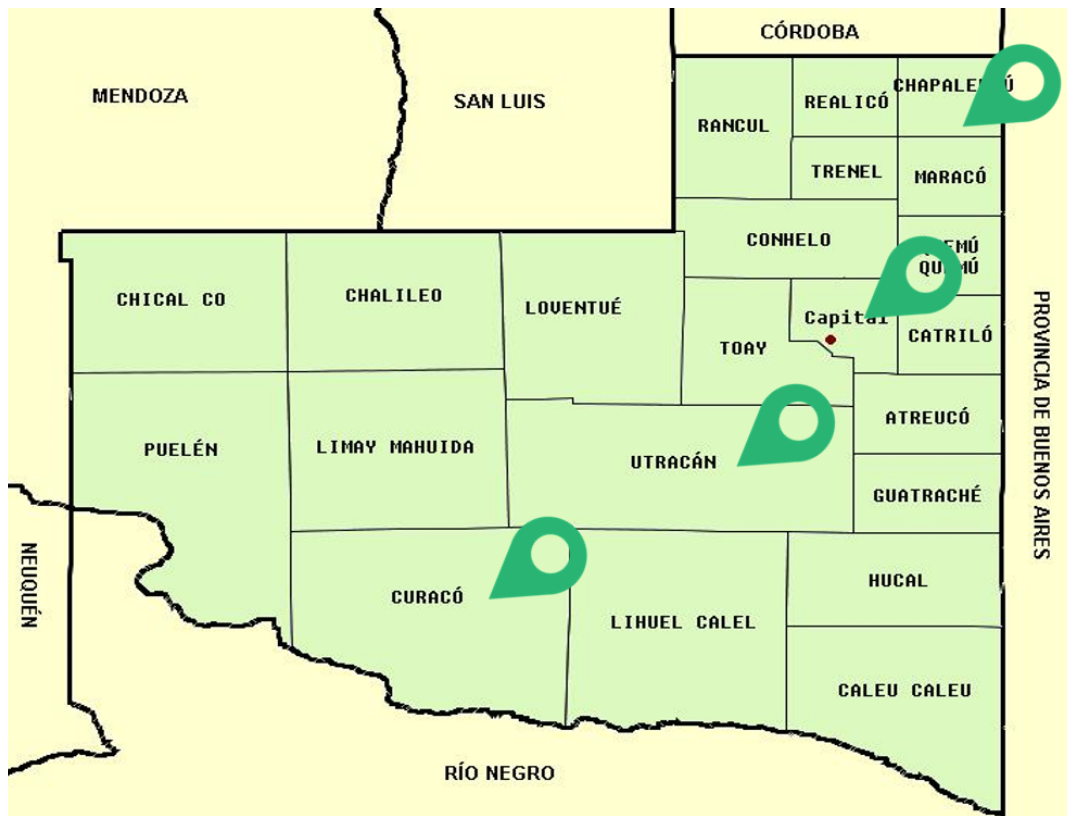 CÓRDOBA
MENDOZA
SAN LUIS
REALICÓ
RANCUL
TRENEL
MARACÓ
CONHELO
QUEMÚ
QUEMÚ
CHICAL CO
CHALILEO
LOVENTUÉ
Capital
TOAY
CATRILÓ
PROVINCIA DE BUENOS AIRES
ATREUCÓ
PUELÉN
LIMAY MAHUIDA
UTRACÁN
GUATRACHÉ
NEUQUÉN
HUCAL
CURACÓ
LIHUEL CALEL
CALEU CALEU
RÍO NEGRO